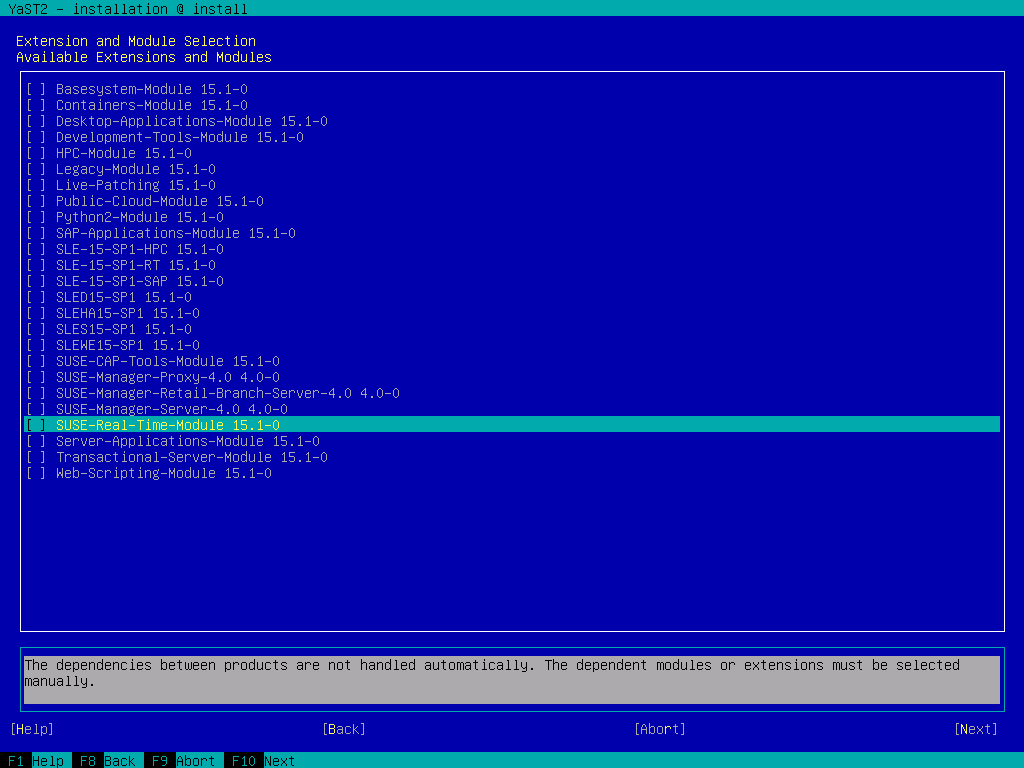 YaST2 - installation @ install
Extension and Module Selection
Available Extensions and Modules
[ ] Basesystem-Module 15.1-0
[ ] Containers-Module 15.1-0
[ ] Desktop-Applications-Module 15.1-0
[ ] Development-Tools-Module 15.1-0
[ ] HPC-Module 15.1-0
[ ] Legacy-Module 15.1-0
[ ] Live-Patching 15.1-0
[ ] Public-Cloud-Module 15.1-0
[ ] Python2-Module 15.1-0
[ ] SAP-Applications-Module 15.1-0
[ ] SLE-15-SP1-HPC 15.1-0
[ ] SLE-15-SP1-RT 15.1-0
[ ] SLE-15-SP1-SAP 15.1-0
[ ] SLED15-SP1 15.1-0
[ ] SLEHA15-SP1 15.1-0
[ ] SLES15-SP1 15.1-0
[ ] SLEWE15-SP1 15.1-0
[ ] SUSE-CAP-Tools-Module 15.1-0
[ ] SUSE-Manager-Proxy-4.0 4.0-0
[ ] SUSE-Manager-Retail-Branch-Server-4.0 4.0-0
[ ] SUSE-Manager-Server-4.0 4.0-0
[ ] SUSE-Real-Time-Module 15.1-0
[ ] Server-Applications-Module 15.1-0
[ ] Transactional-Server-Module 15.1-0
[ ] Web-Scripting-Module 15.1-0
The dependencies between products are not handled automatically. The dependent modules or extensions must be selected
manually.
[Help] [Back] [Abort] [Next]
F1 Help F8 Back F9 Abort F10 Next